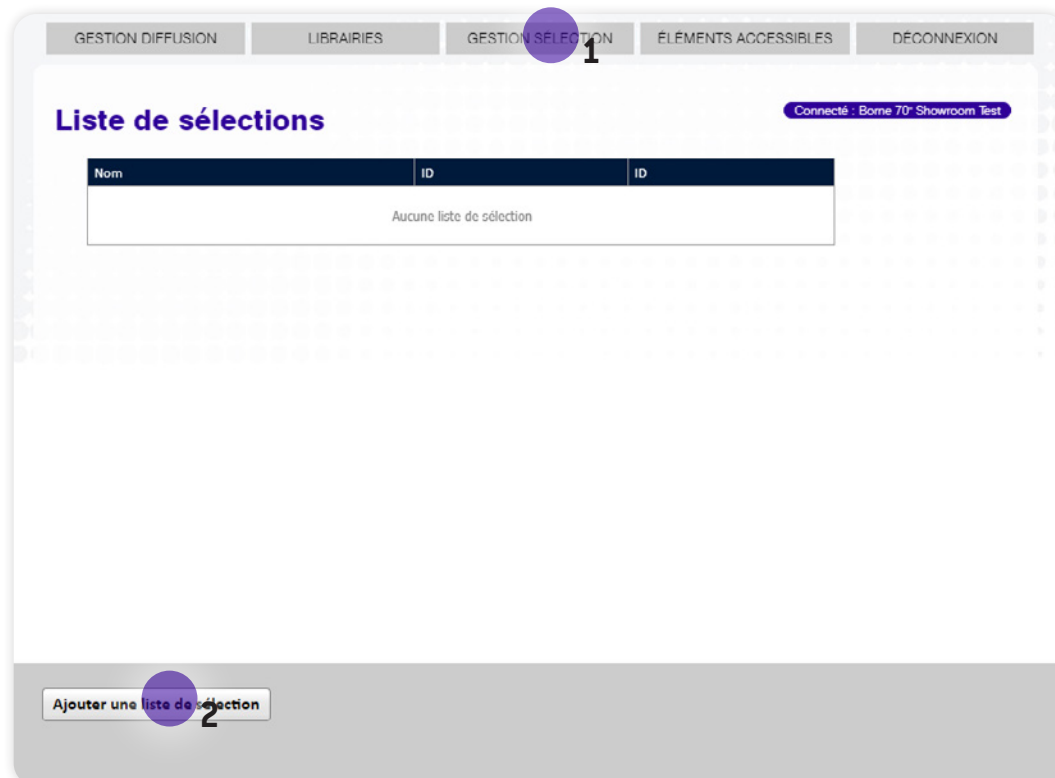 GESTION DIFFUSION LIBRAIRIES GESTION SÉLECTION ÉLÉMENTS ACCESSIBLES DÉCONNEXION
1
Liste de sélections
Connecté : Borne 70" Showroom Test
Nom ID ID
Aucune liste de sélection
Ajouter une liste de sélection
2